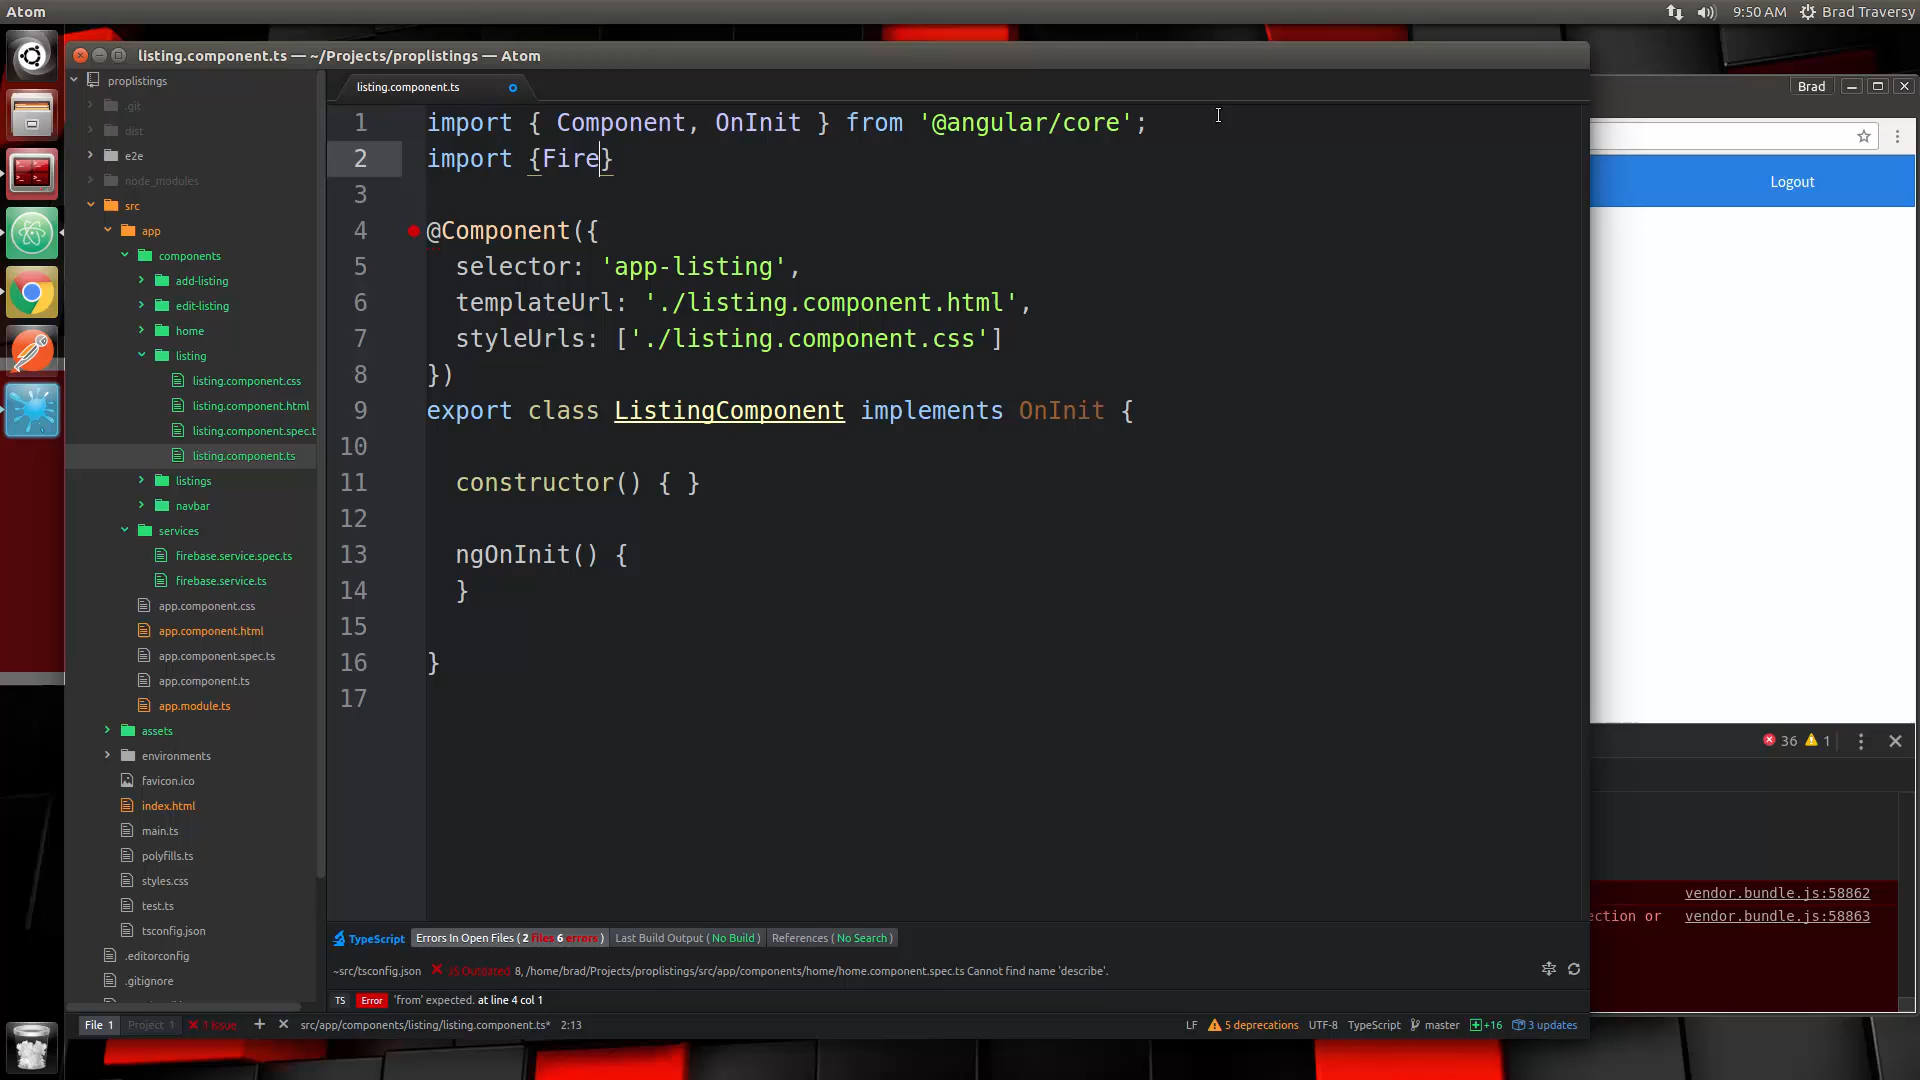 Atom
9:50 AM
Brad Traversy
listing.component.ts — ~/Projects/proplistings — Atom
Brad
proplistings
.git
dist
e2e
node_modules
src
app
components
add-listing
edit-listing
home
listing
listing.component.css
listing.component.html
listing.component.spec.t
listing.component.ts
listings
navbar
services
firebase.service.spec.ts
firebase.service.ts
app.component.css
app.component.html
app.component.spec.ts
app.component.ts
app.module.ts
assets
environments
favicon.ico
index.html
main.ts
polyfills.ts
styles.css
test.ts
tsconfig.json
.editorconfig
.gitignore
listing.component.ts
1 import { Component, OnInit } from '@angular/core';
2 import {Fire}
3
4 @Component({
5 selector: 'app-listing',
6 templateUrl: './listing.component.html',
7 styleUrls: ['./listing.component.css']
8 })
9 export class ListingComponent implements OnInit {
10
11 constructor() { }
12
13 ngOnInit() {
14 }
15
16 }
17
Logout
36 1
vendor.bundle.js:58862
ection or vendor.bundle.js:58863
TypeScript Errors In Open Files ( 2 files 6 errors ) Last Build Output ( No Build ) References ( No Search )
~src/tsconfig.json JS Outdated 8, /home/brad/Projects/proplistings/src/app/components/home/home.component.spec.ts Cannot find name 'describe'.
TS Error 'from' expected. at line 4 col 1
File 1 Project 1 1 Issue src/app/components/listing/listing.component.ts* 2:13
LF 5 deprecations UTF-8 TypeScript master +16 3 updates